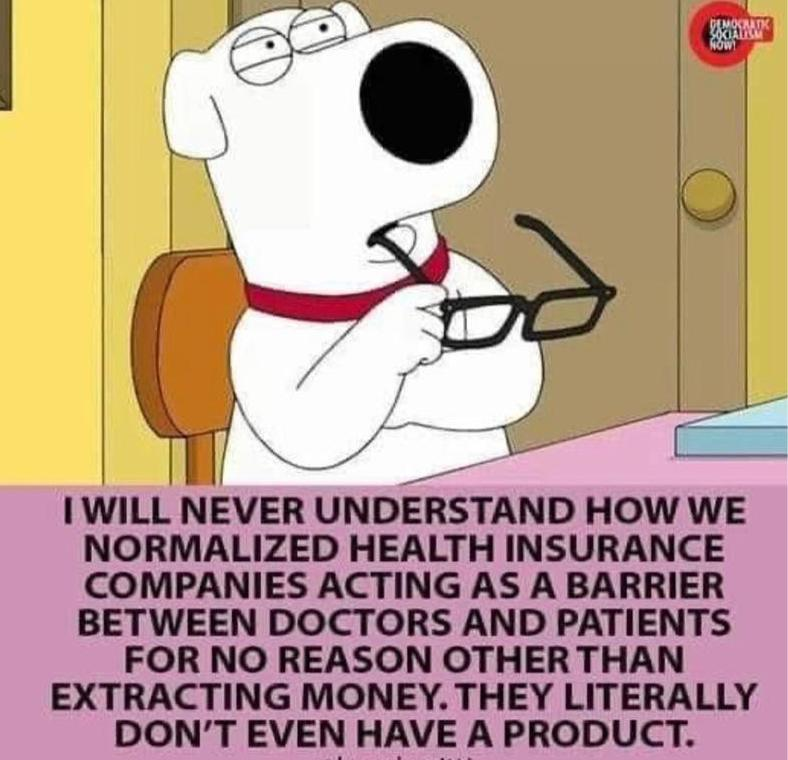 DEMOCRATIC
SOCIALISM
NOW!
I WILL NEVER UNDERSTAND HOW WE
NORMALIZED HEALTH INSURANCE
COMPANIES ACTING AS A BARRIER
BETWEEN DOCTORS AND PATIENTS
FOR NO REASON OTHER THAN
EXTRACTING MONEY. THEY LITERALLY
DON'T EVEN HAVE A PRODUCT.